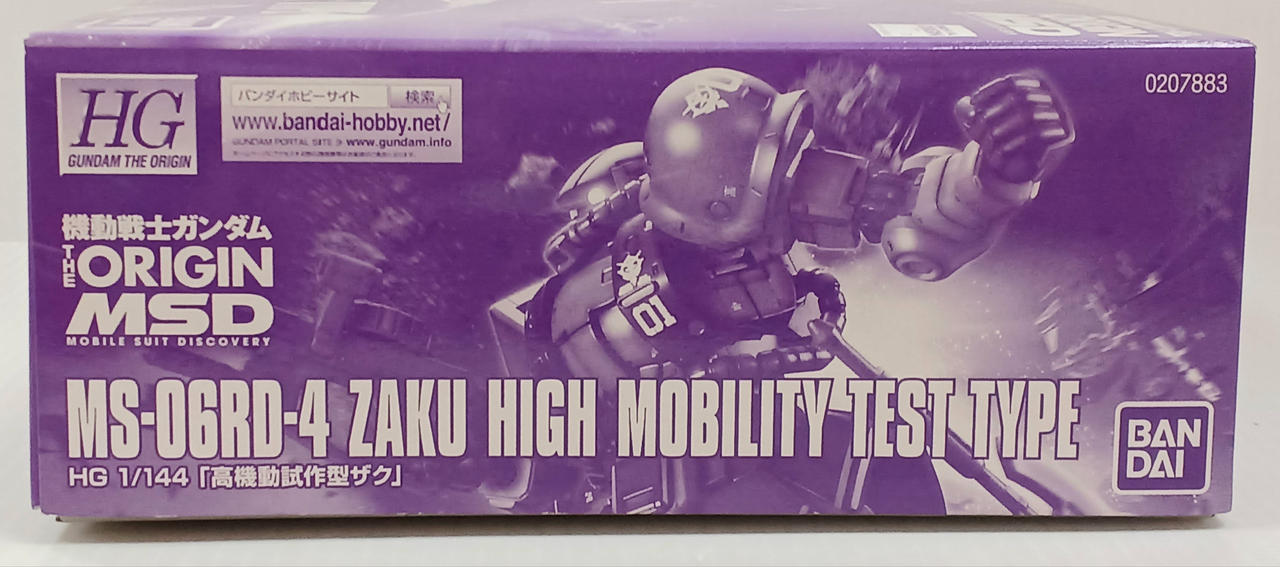 0207883
HG
GUNDAM THE ORIGIN
バンダイホビーサイト 検索
www.bandai-hobby.net/
GUNDAM PORTAL SITE www.gundam.info
機動戦士ガンダム
THE ORIGIN
MSD
MOBILE SUIT DISCOVERY
16
MS-06RD-4 ZAKU HIGH MOBILITY TEST TYPE
HG 1/144「高機動試作型ザク」
BAN
DAI